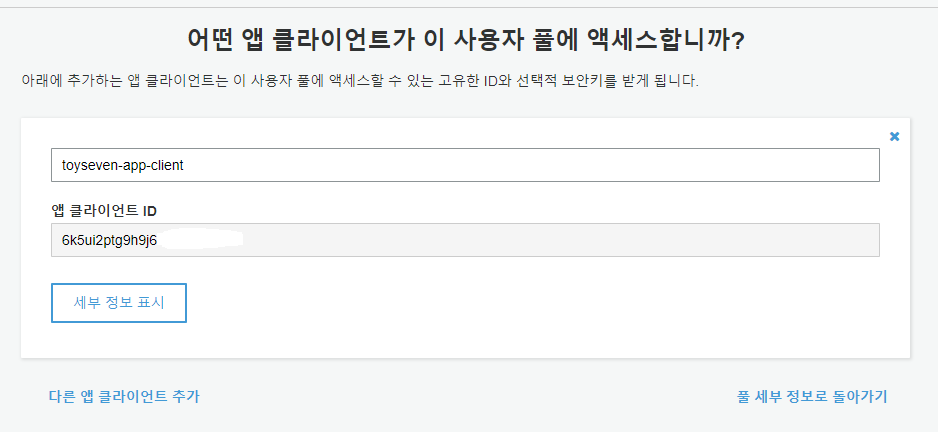 어떤 앱 클라이언트가 이 사용자 풀에 액세스합니까?
아래에 추가하는 앱 클라이언트는 이 사용자 풀에 액세스할 수 있는 고유한 ID와 선택적 보안키를 받게 됩니다.
toyseven-app-client
앱 클라이언트 ID
6k5ui2ptg9h9j6
세부 정보 표시
다른 앱 클라이언트 추가
풀 세부 정보로 돌아가기